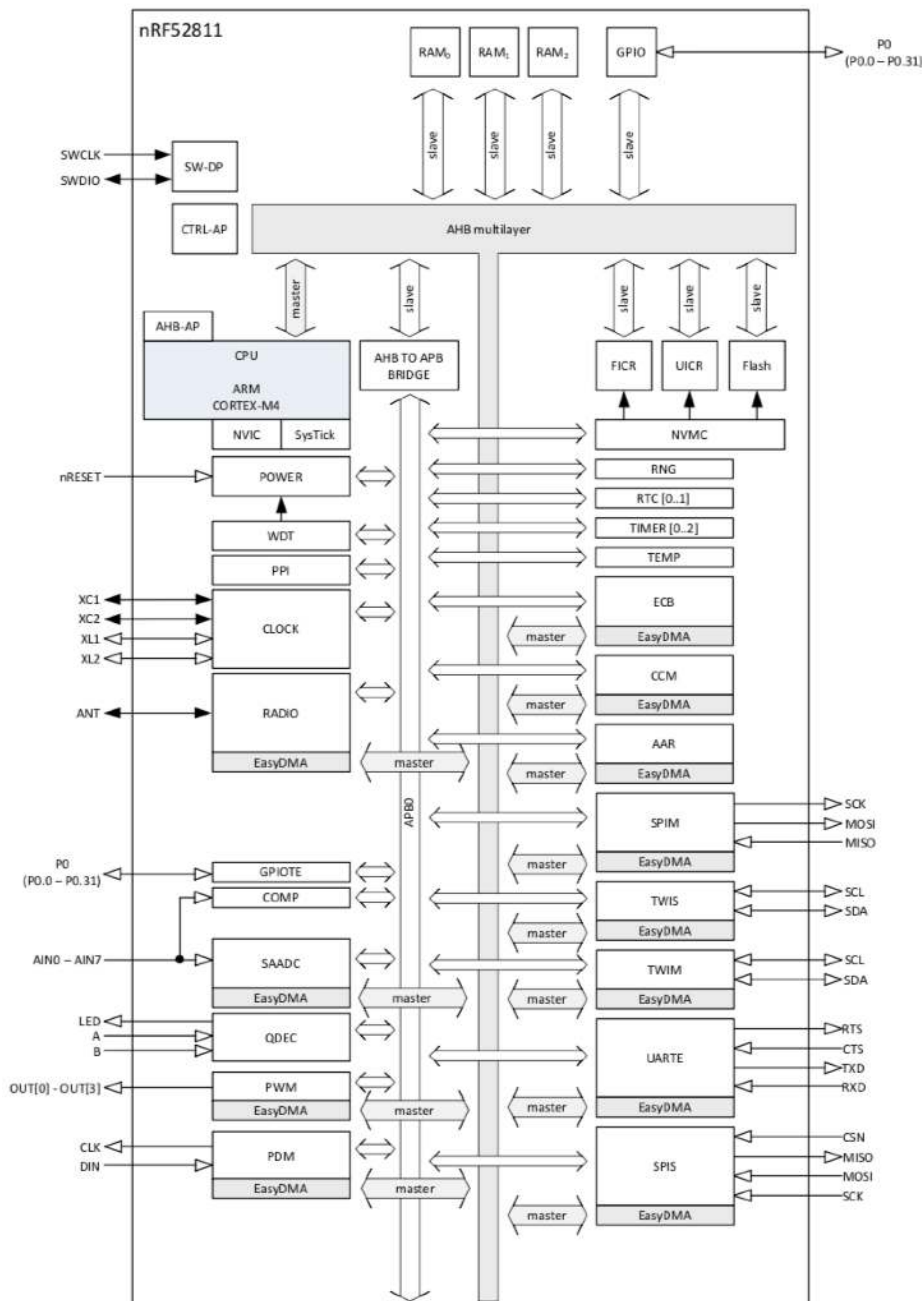 nRF52811
RAM0 RAM1 RAM2 GPIO
P0
(P0.0 – P0.31)
slave slave slave slave
SWCLK
SWDIO
SW-DP
CTRL-AP
AHB multilayer
master slave slave slave slave
AHB-AP
CPU
ARM
CORTEX-M4
NVIC SysTick
AHB TO APB
BRIDGE
FICR UICR Flash
NVMC
nRESET
POWER
RNG
RTC [0..1]
WDT
TIMER [0..2]
PPI
TEMP
XC1
XC2
XL1
XL2
CLOCK
ECB
master EasyDMA
CCM
master EasyDMA
ANT
RADIO
EasyDMA master
AAR
master EasyDMA
APB0
SPIM
master EasyDMA
SCK
MOSI
MISO
P0
(P0.0 – P0.31)
GPIOTE
COMP
TWIS
master EasyDMA
SCL
SDA
AIN0 – AIN7
SAADC
EasyDMA master
TWIM
master EasyDMA
SCL
SDA
LED
A
B
QDEC
UARTE
master EasyDMA
RTS
CTS
TXD
RXD
OUT[0] - OUT[3]
PWM
EasyDMA master
CLK
DIN
PDM
EasyDMA master
SPIS
master EasyDMA
CSN
MISO
MOSI
SCK